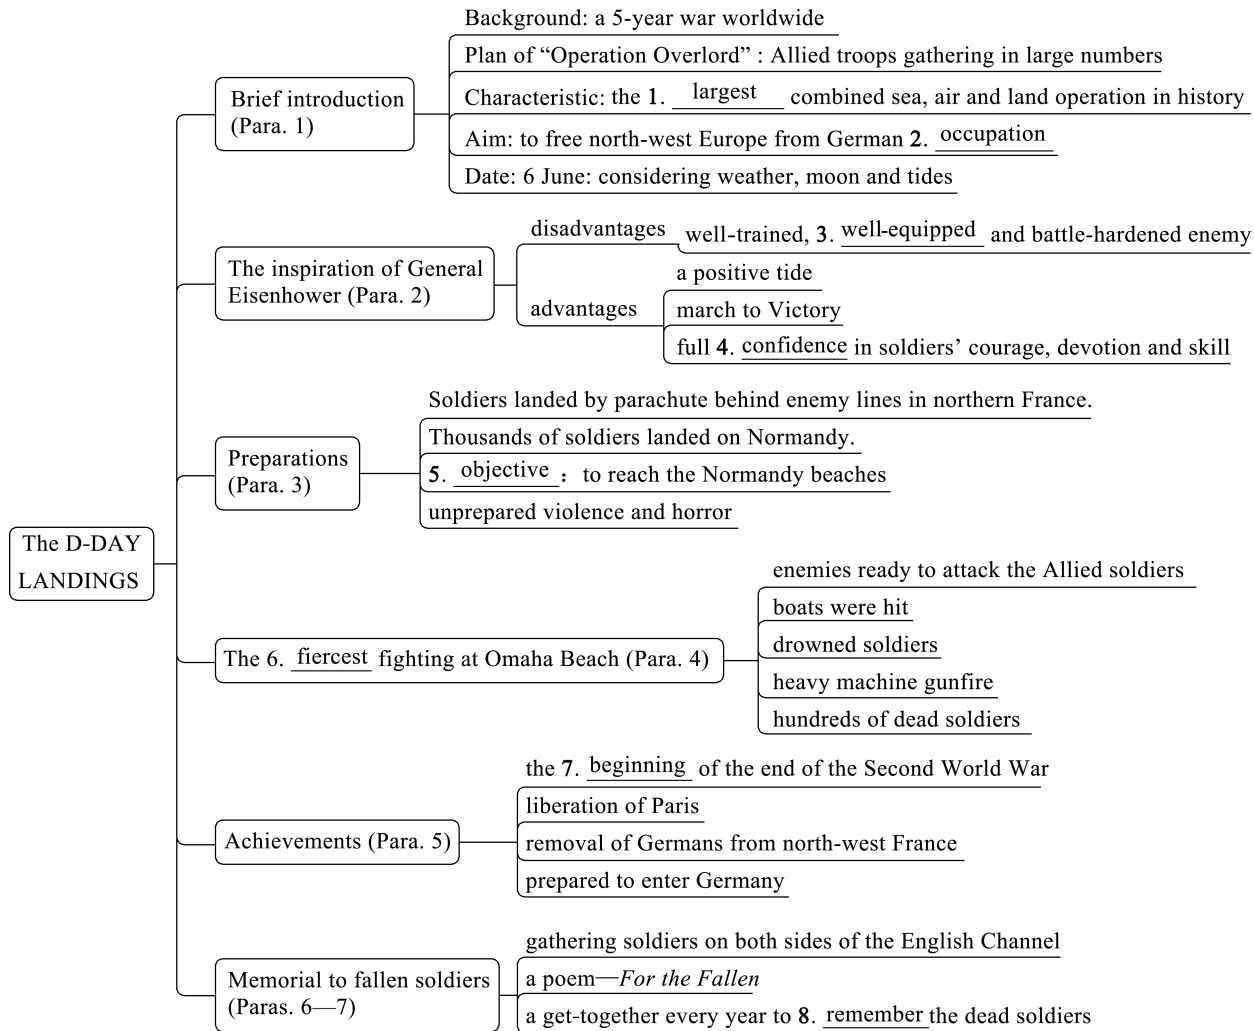 The D-DAY
LANDINGS
Brief introduction
(Para. 1)
Background: a 5-year war worldwide
Plan of “Operation Overlord” : Allied troops gathering in large numbers
Characteristic: the 1. largest combined sea, air and land operation in history
Aim: to free north-west Europe from German 2. occupation
Date: 6 June: considering weather, moon and tides
The inspiration of General
Eisenhower (Para. 2)
disadvantages
well-trained, 3. well-equipped and battle-hardened enemy
advantages
a positive tide
march to Victory
full 4. confidence in soldiers’ courage, devotion and skill
Preparations
(Para. 3)
Soldiers landed by parachute behind enemy lines in northern France.
Thousands of soldiers landed on Normandy.
5. objective : to reach the Normandy beaches
unprepared violence and horror
The 6. fiercest fighting at Omaha Beach (Para. 4)
enemies ready to attack the Allied soldiers
boats were hit
drowned soldiers
heavy machine gunfire
hundreds of dead soldiers
Achievements (Para. 5)
the 7. beginning of the end of the Second World War
liberation of Paris
removal of Germans from north-west France
prepared to enter Germany
Memorial to fallen soldiers
(Paras. 6—7)
gathering soldiers on both sides of the English Channel
a poem—For the Fallen
a get-together every year to 8. remember the dead soldiers